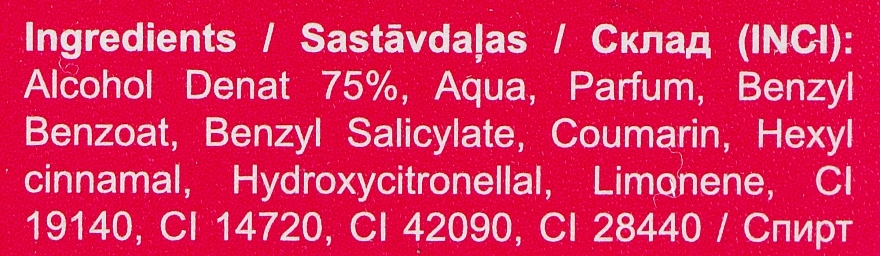 Ingredients / Sastāvdaļas / Склад (INCI):
Alcohol Denat 75%, Aqua, Parfum, Benzyl
Benzoat, Benzyl Salicylate, Coumarin, Hexyl
cinnamal, Hydroxycitronellal, Limonene, CI
19140, CI 14720, CI 42090, CI 28440 / Спирт